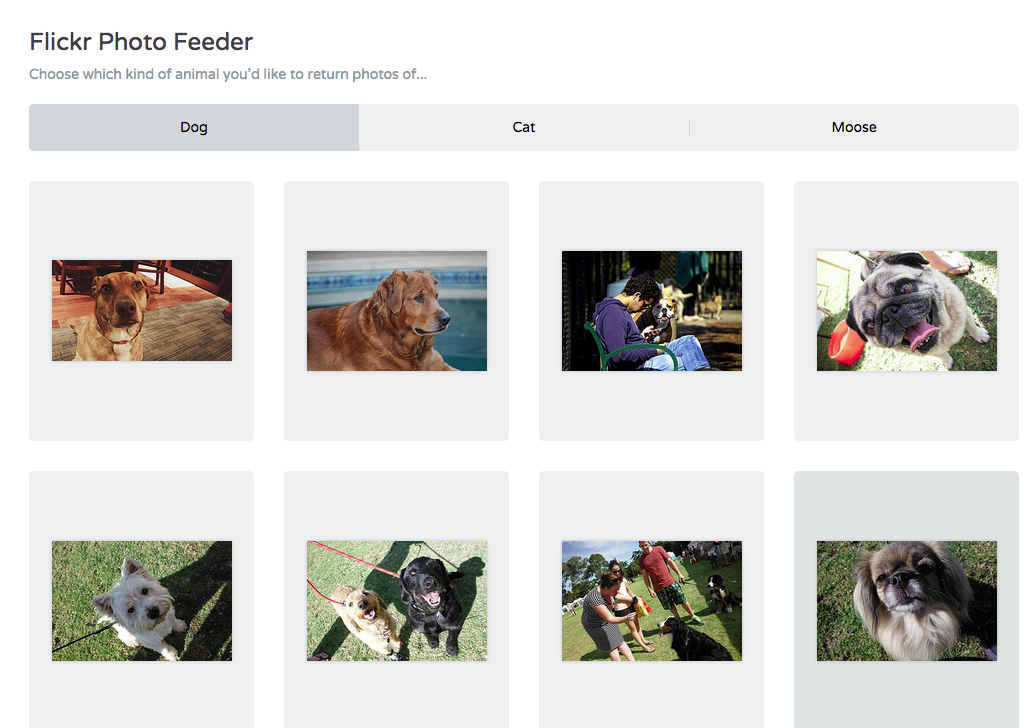 Flickr Photo Feeder
Choose which kind of animal you'd like to return photos of...
Dog
Cat
Moose